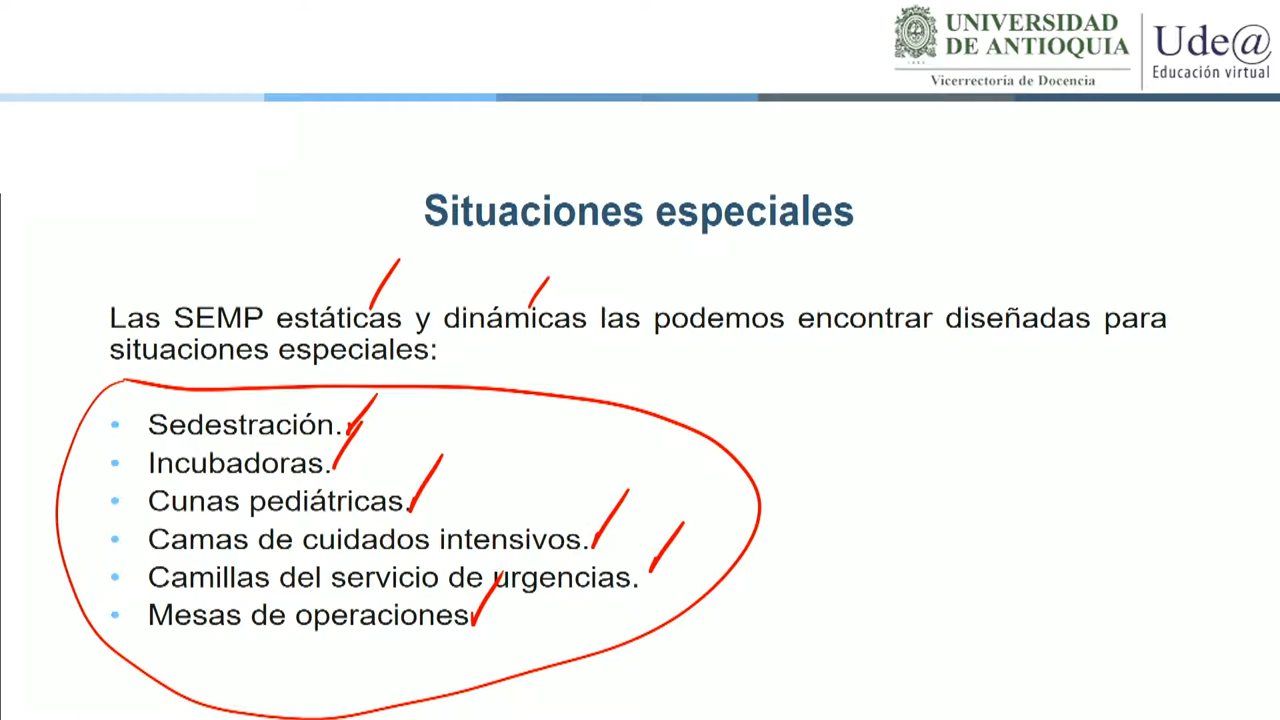 UNIVERSIDAD
DE ANTIOQUIA
Vicerrectoría de Docencia
Ude@
Educación virtual
Situaciones especiales
Las SEMP estáticas y dinámicas las podemos encontrar diseñadas para
situaciones especiales:
• Sedestración.
• Incubadoras.
• Cunas pediátricas.
• Camas de cuidados intensivos.
• Camillas del servicio de urgencias.
• Mesas de operaciones